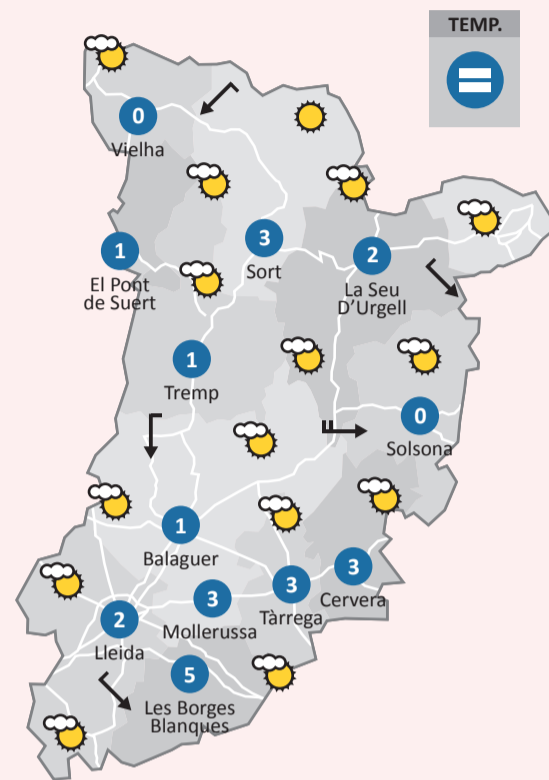 TEMP.
0
Vielha
1
El Pont
de Suert
3
Sort
2
La Seu
D'Urgell
1
Tremp
0
Solsona
1
Balaguer
3
Cervera
3
Tàrrega
3
Mollerussa
2
Lleida
5
Les Borges
Blanques